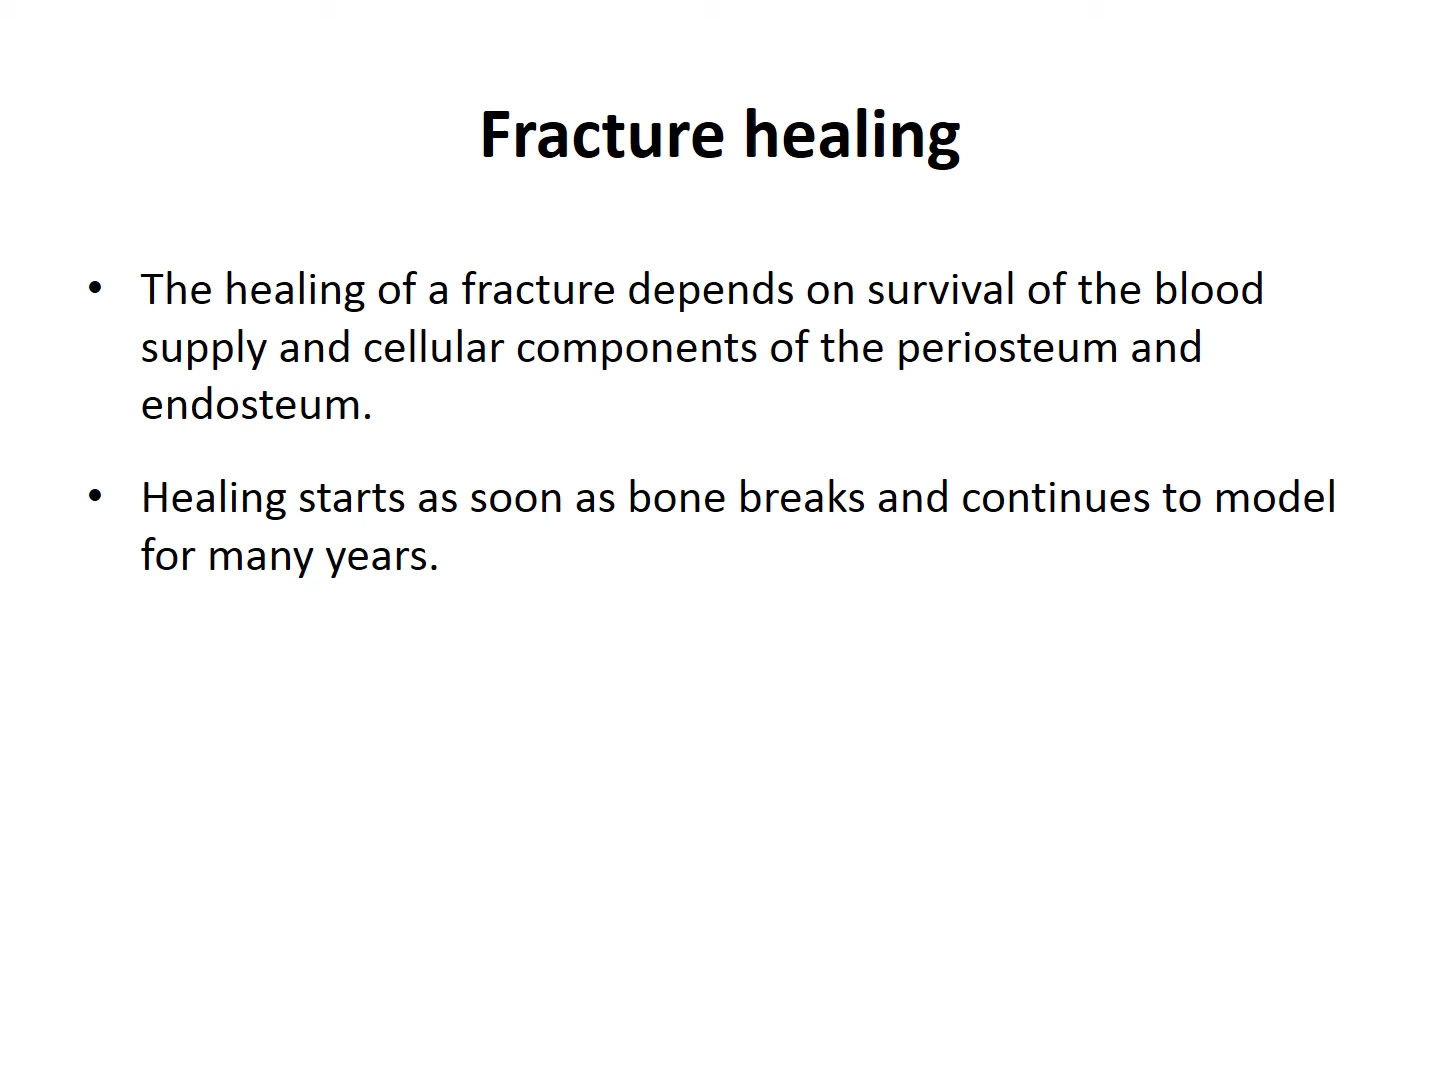 Fracture healing
• The healing of a fracture depends on survival of the blood
supply and cellular components of the periosteum and
endosteum.
• Healing starts as soon as bone breaks and continues to model
for many years.